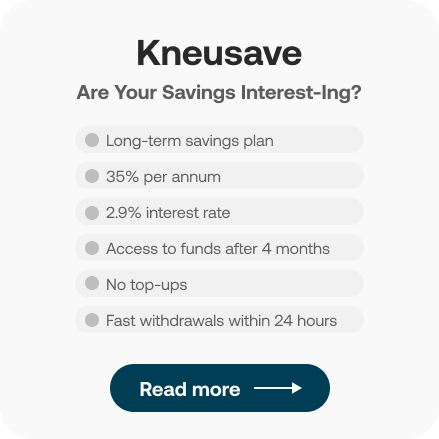 Kneusave
Are Your Savings Interest-Ing?
Long-term savings plan
35% per annum
2.9% interest rate
Access to funds after 4 months
No top-ups
Fast withdrawals within 24 hours
Read more